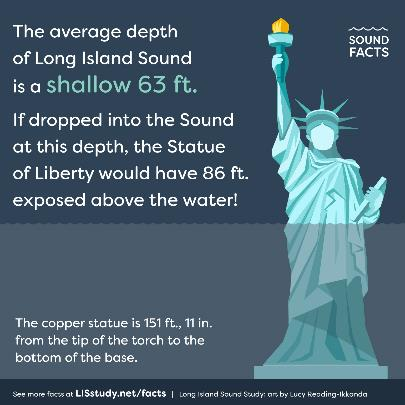 The average depth
of Long Island Sound
is a shallow 63 ft.
SOUND
FACTS
If dropped into the Sound
at this depth, the Statue
of Liberty would have 86 ft.
exposed above the water!
The copper statue is 151 ft., 11 in.
from the tip of the torch to the
bottom of the base.
See more facts at LISstudy.net/facts | Long Island Sound Study: art by Lucy Reading-Ikkanda